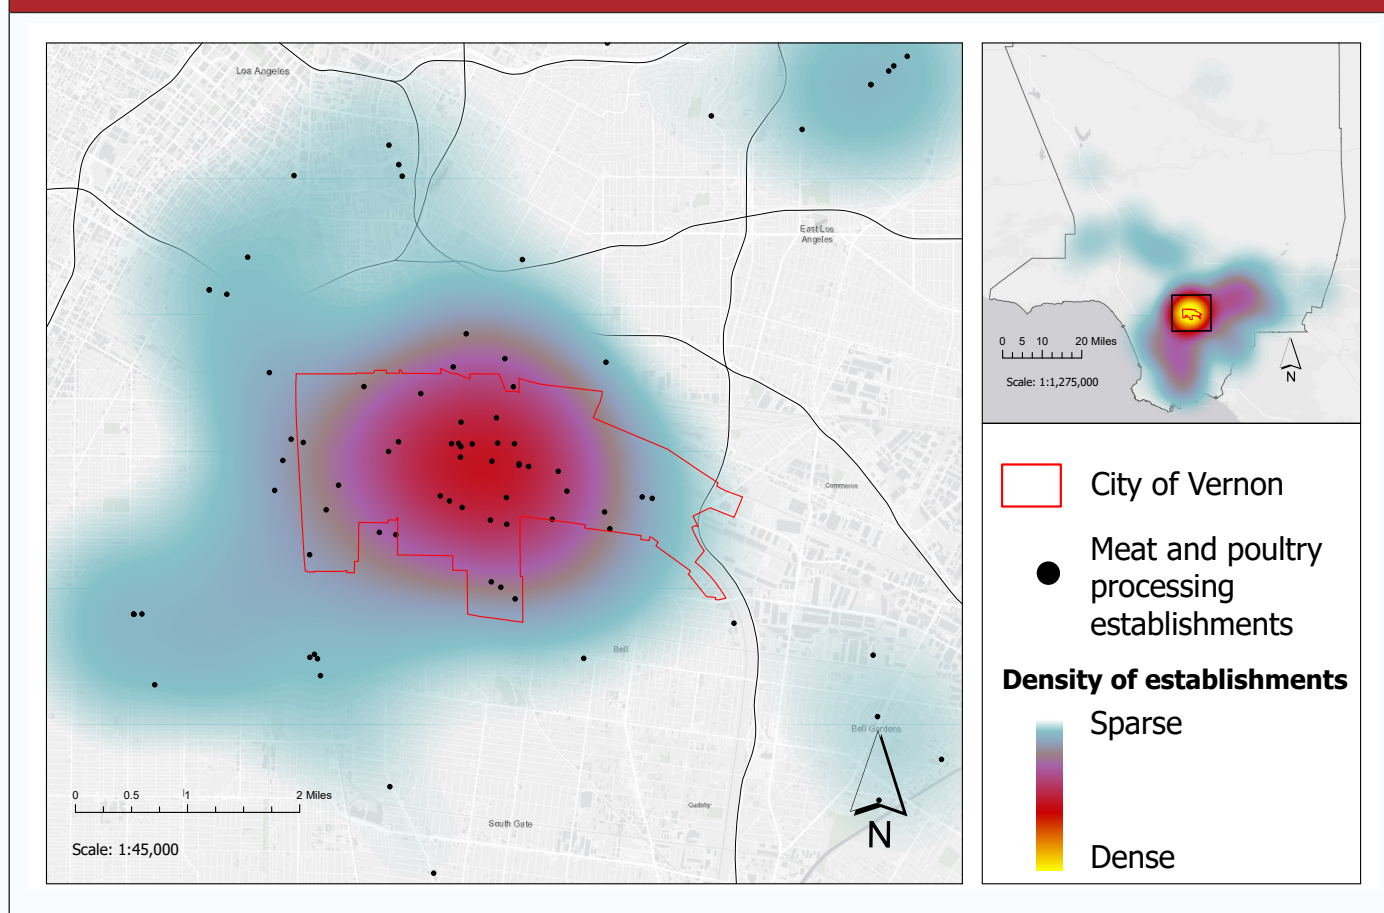 Los Angeles
East Los
Angeles
Commerce
Bell
Bell Gardens
Cudahy
South Gate
0 0.5 1 2 Miles
Scale: 1:45,000
N
0 5 10 20 Miles
Scale: 1:1,275,000
N
City of Vernon
Meat and poultry
processing
establishments
Density of establishments
Sparse
Dense